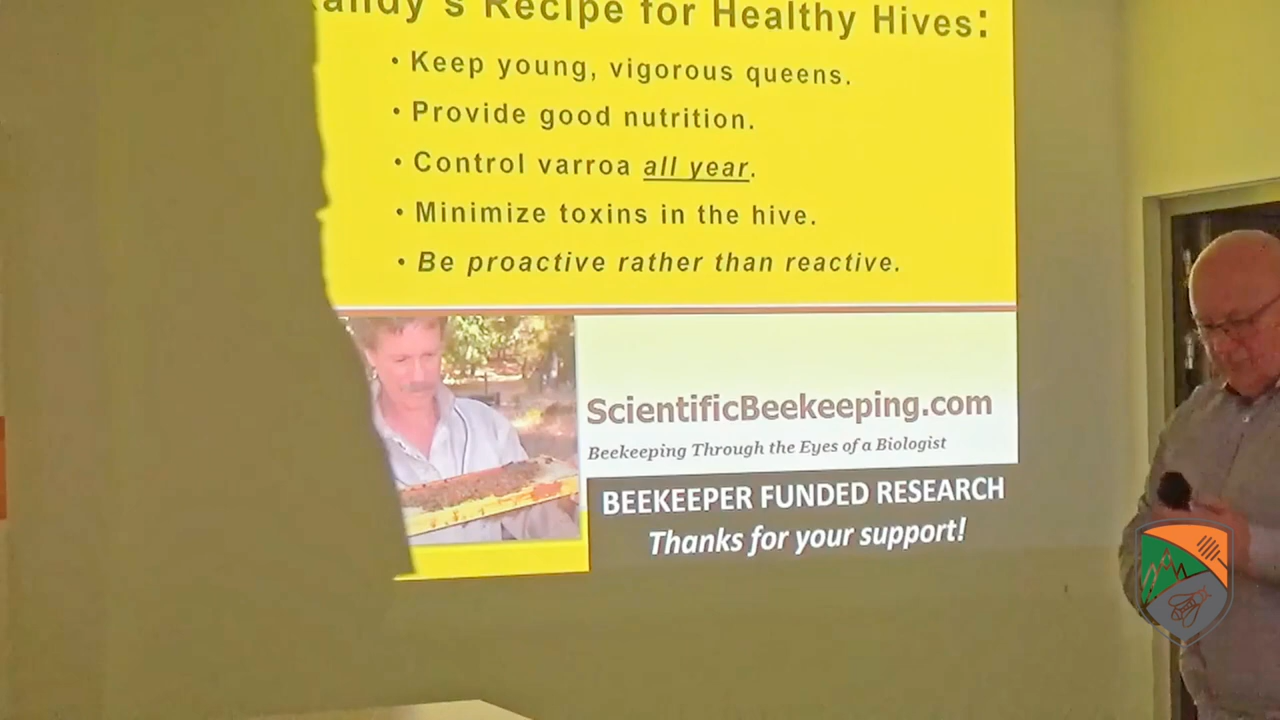 andy's Recipe for Healthy Hives:
• Keep young, vigorous queens.
• Provide good nutrition.
• Control varroa all year.
• Minimize toxins in the hive.
• Be proactive rather than reactive.
ScientificBeekeeping.com
Beekeeping Through the Eyes of a Biologist
BEEKEEPER FUNDED RESEARCH
Thanks for your support!